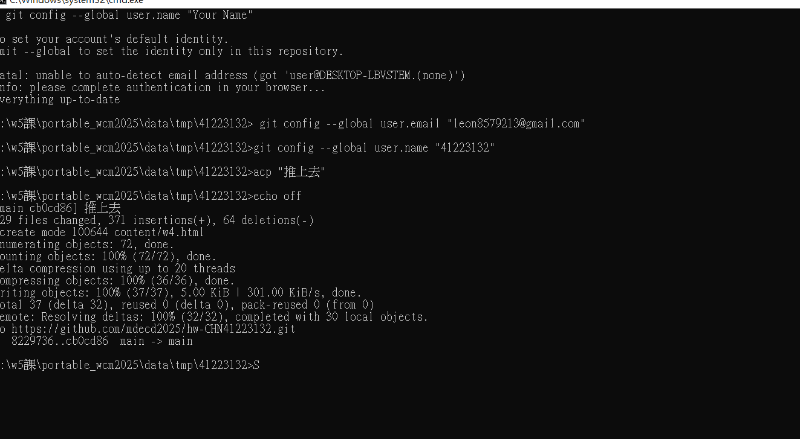 C:\Windows\system32\cmd.exe
git config --global user.name "Your Name"
o set your account's default identity.
mit --global to set the identity only in this repository.
atal: unable to auto-detect email address (got 'user@DESKTOP-LBVSTEM.(none)')
nfo: please complete authentication in your browser...
verything up-to-date
:\w5課\portable_wcm2025\data\tmp\41223132> git config --global user.email "leon8579213@gmail.com"
:\w5課\portable_wcm2025\data\tmp\41223132>git config --global user.name "41223132"
:\w5課\portable_wcm2025\data\tmp\41223132>acp "推上去"
:\w5課\portable_wcm2025\data\tmp\41223132>echo off
main cb0cd86] 推上去
29 files changed, 371 insertions(+), 64 deletions(-)
create mode 100644 content/w4.html
numerating objects: 72, done.
ounting objects: 100% (72/72), done.
elta compression using up to 20 threads
ompressing objects: 100% (36/36), done.
riting objects: 100% (37/37), 5.00 KiB | 301.00 KiB/s, done.
otal 37 (delta 32), reused 0 (delta 0), pack-reused 0 (from 0)
emote: Resolving deltas: 100% (32/32), completed with 30 local objects.
o https://github.com/mdecd2025/hw-CHN41223132.git
8229736..cb0cd86 main -> main
:\w5課\portable_wcm2025\data\tmp\41223132>S